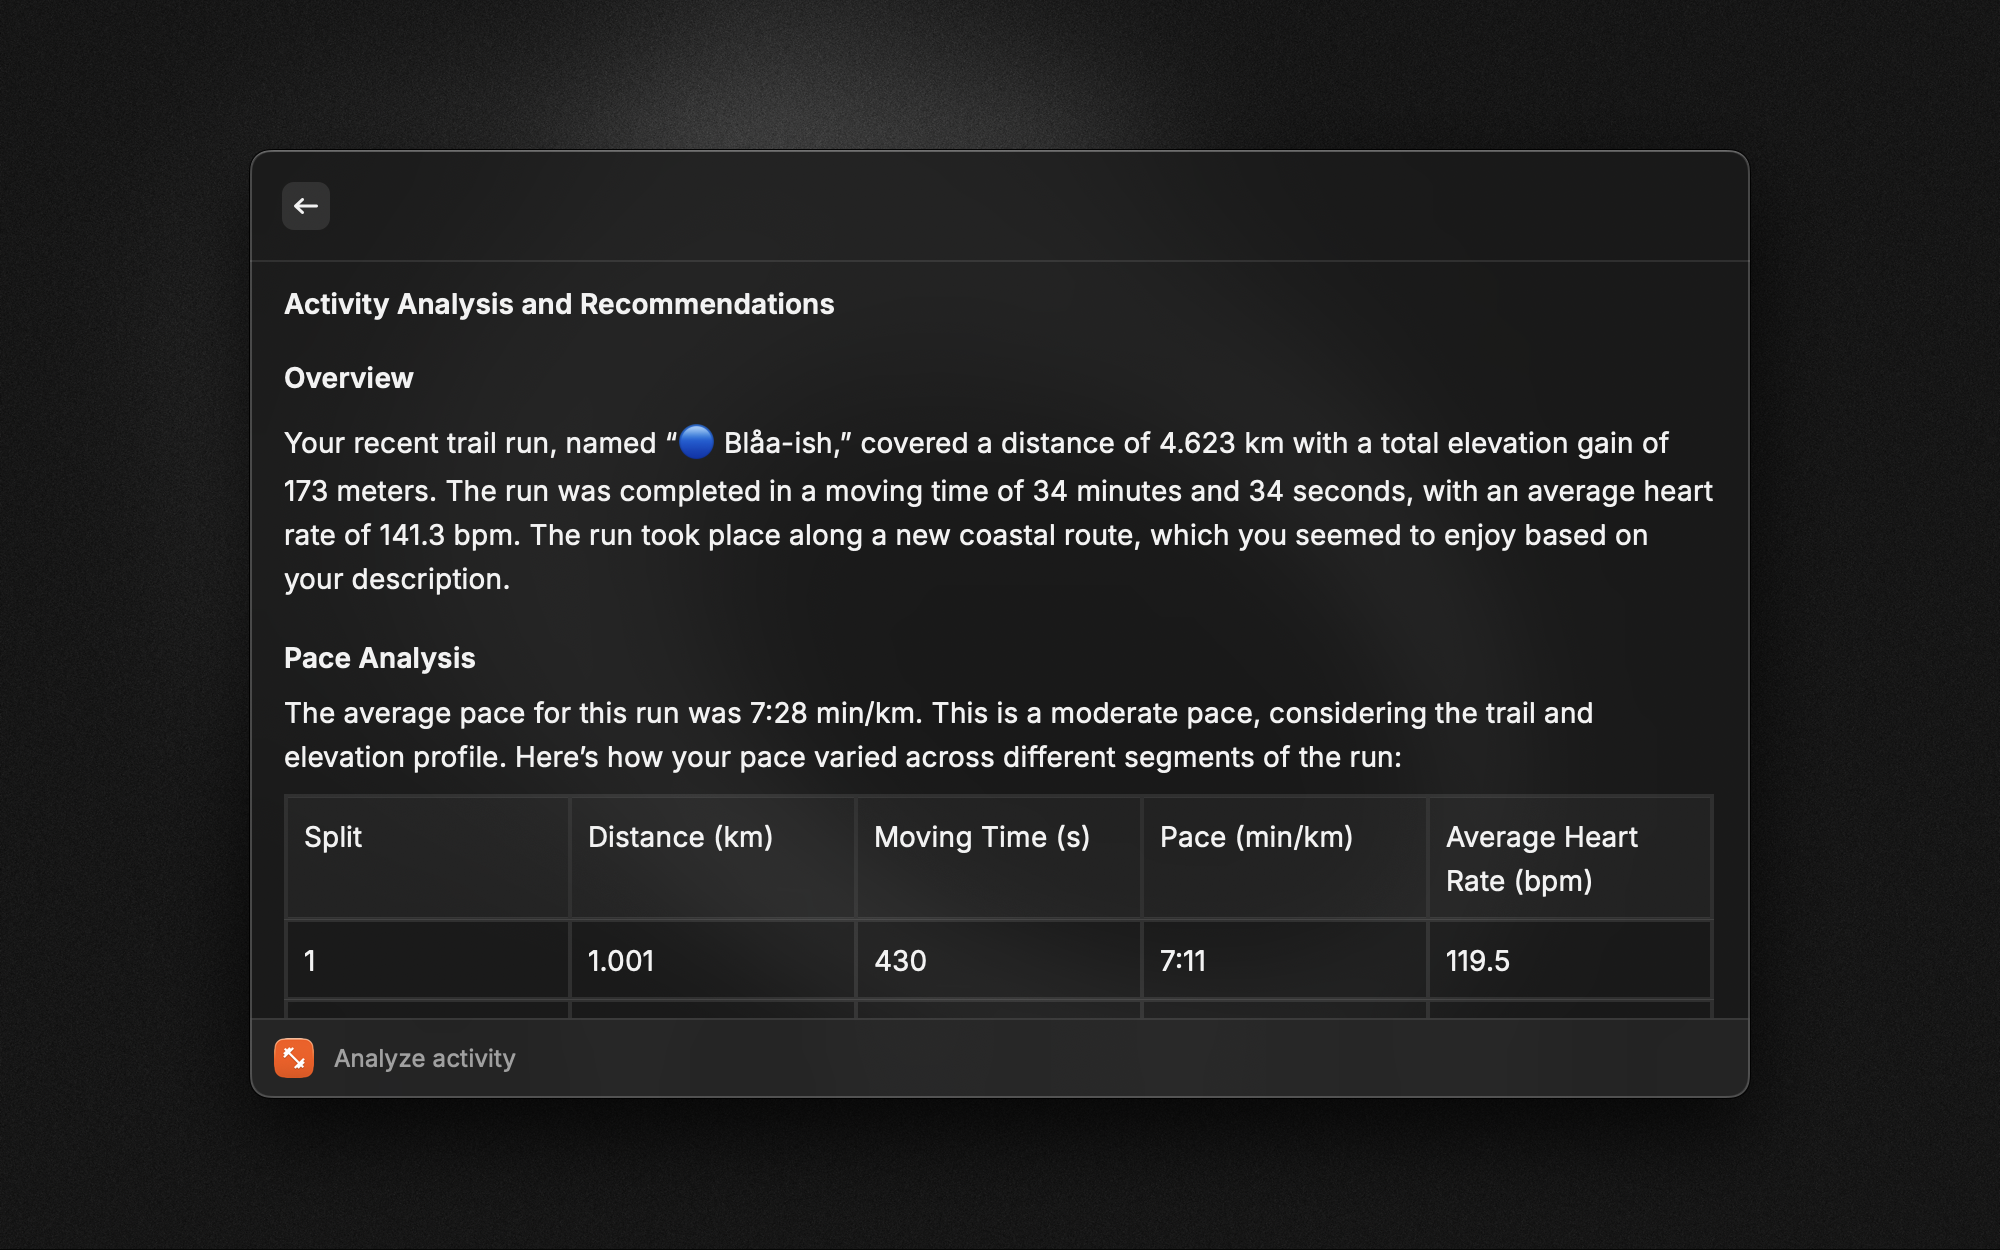 Activity Analysis and Recommendations
Overview
Your recent trail run, named “🔵 Blåa-ish,” covered a distance of 4.623 km with a total elevation gain of
173 meters. The run was completed in a moving time of 34 minutes and 34 seconds, with an average heart
rate of 141.3 bpm. The run took place along a new coastal route, which you seemed to enjoy based on
your description.
Pace Analysis
The average pace for this run was 7:28 min/km. This is a moderate pace, considering the trail and
elevation profile. Here’s how your pace varied across different segments of the run:
Split Distance (km) Moving Time (s) Pace (min/km) Average Heart
Rate (bpm)
1 1.001 430 7:11 119.5
Analyze activity